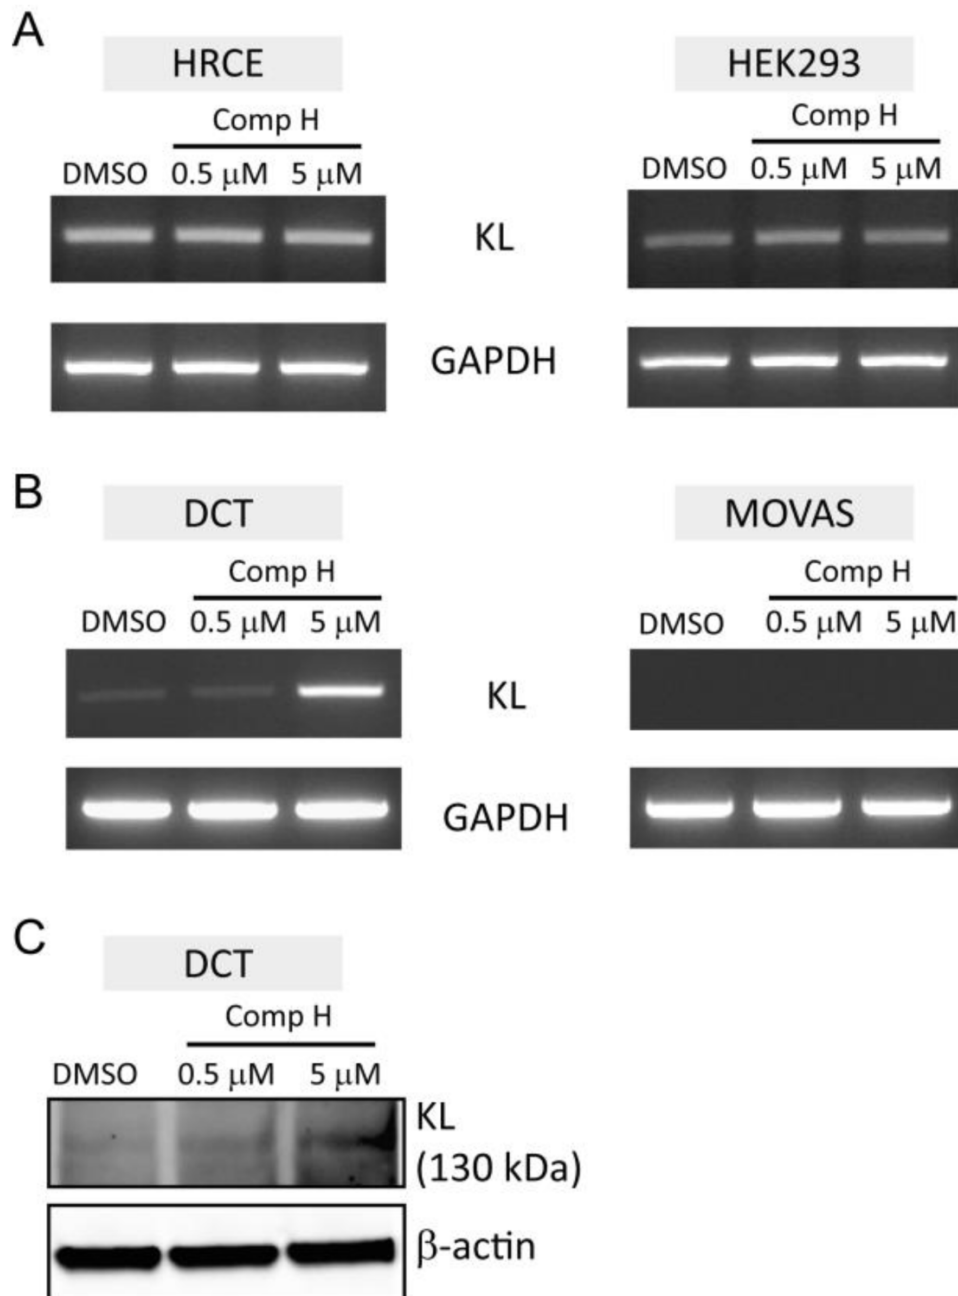 A
HRCE
HEK293
Comp H
Comp H
DMSO 0.5 μM 5 μM
DMSO 0.5 μM 5 μM
KL
GAPDH
B
DCT
MOVAS
Comp H
Comp H
DMSO 0.5 μM 5 μM
DMSO 0.5 μM 5 μM
KL
GAPDH
C
DCT
Comp H
DMSO 0.5 μM 5 μM
KL
(130 kDa)
β-actin